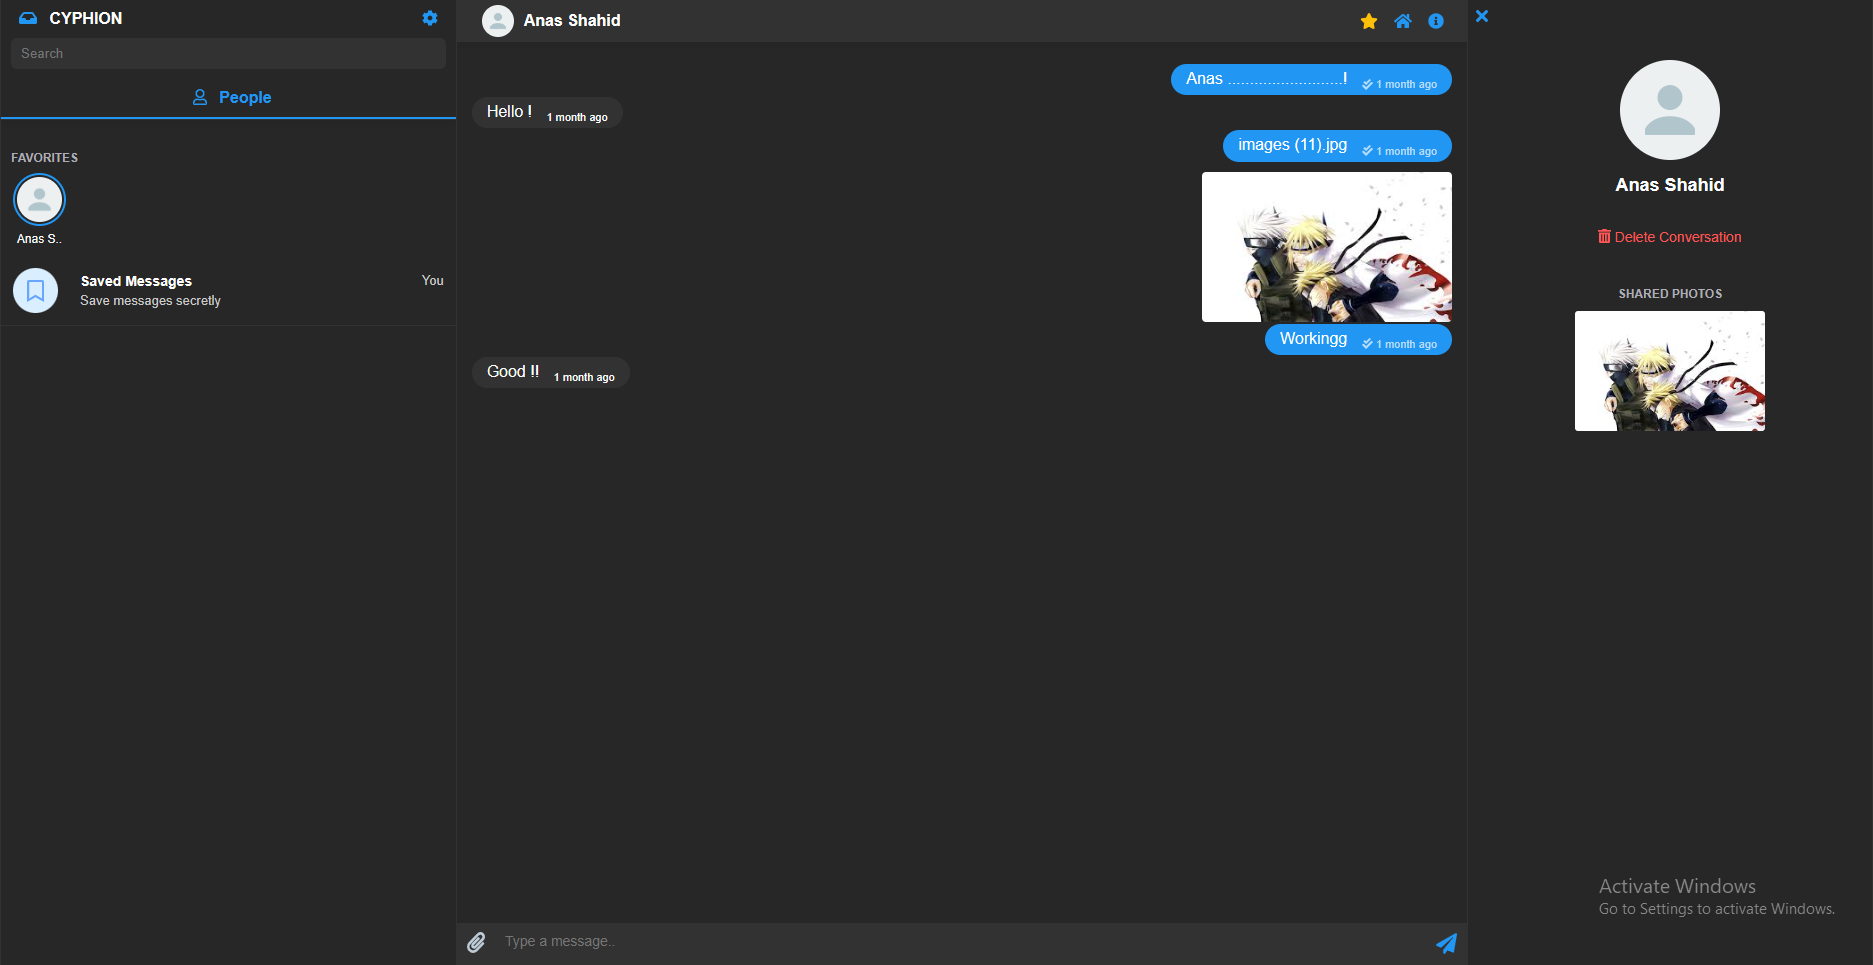 CYPHION
Search
People
FAVORITES
Anas S..
Saved Messages
You
Save messages secretly
Anas Shahid
Anas ..........................!
1 month ago
Hello !
1 month ago
images (11).jpg
1 month ago
Workingg
1 month ago
Good !!
1 month ago
Type a message..
Anas Shahid
Delete Conversation
SHARED PHOTOS
Activate Windows
Go to Settings to activate Windows.